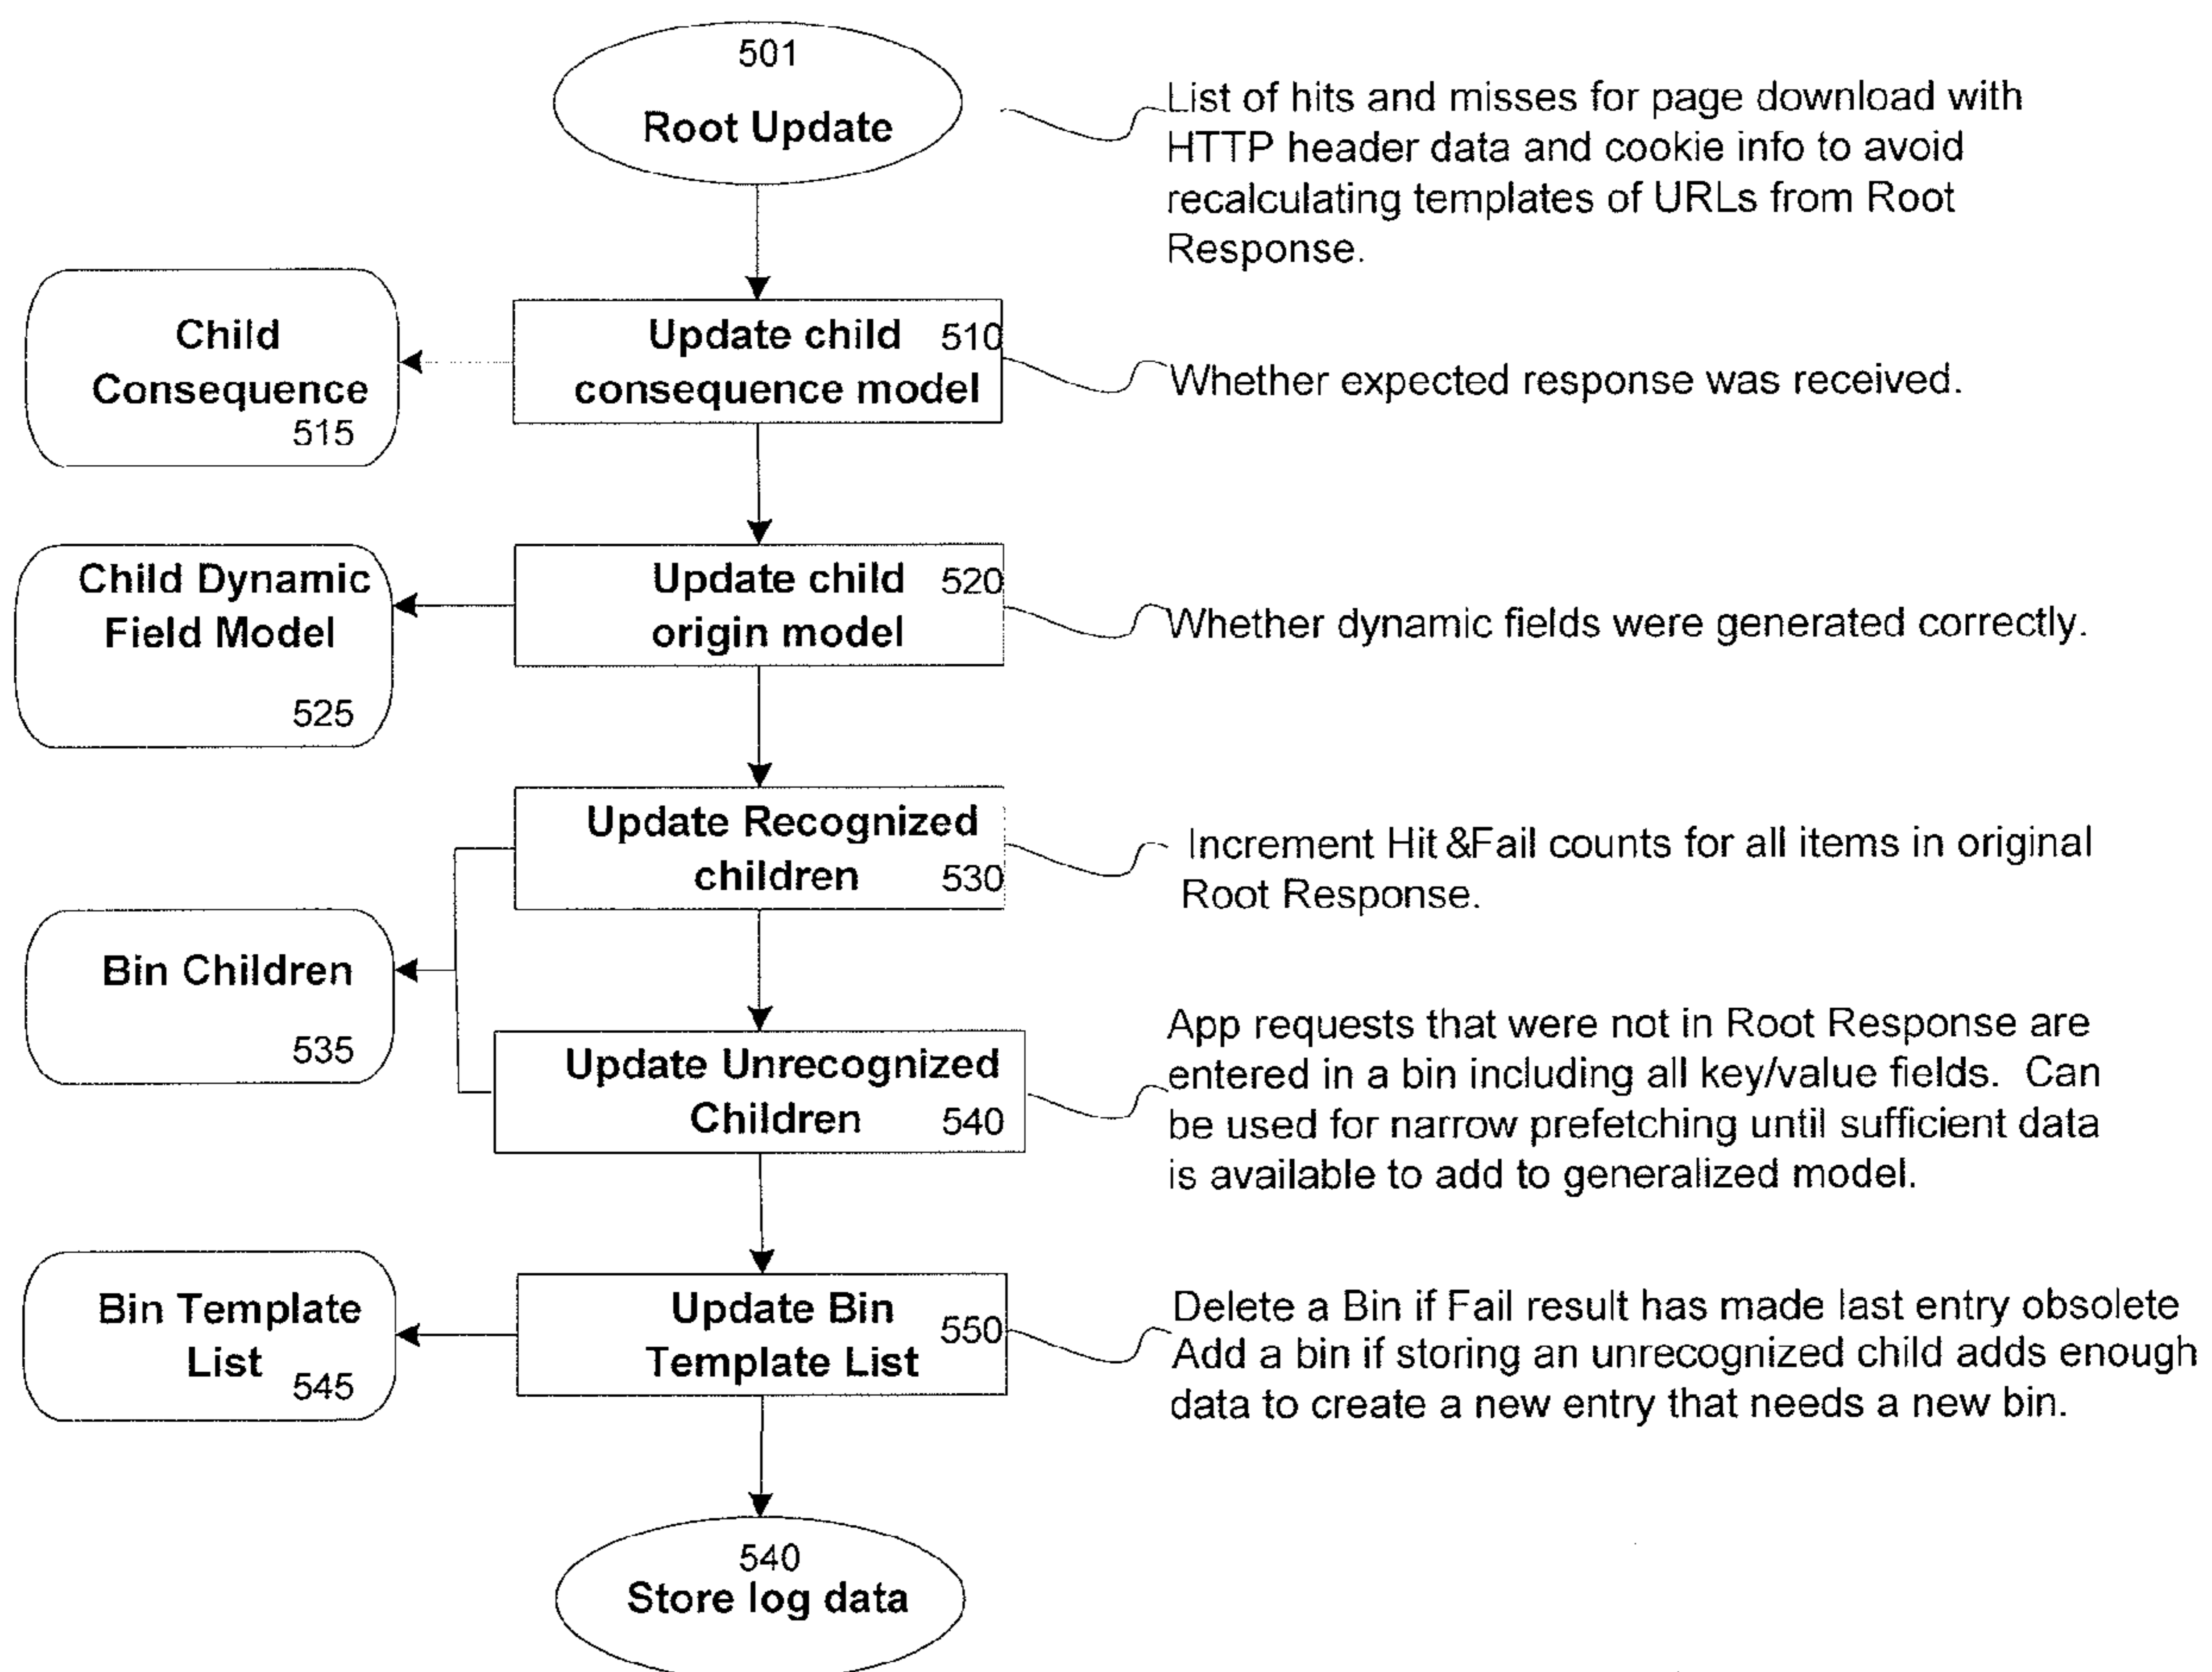 501
Root Update
List of hits and misses for page download with
HTTP header data and cookie info to avoid
recalculating templates of URLs from Root
Response.
Child
Consequence
515
Update child 510
consequence model
Whether expected response was received.
Child Dynamic
Field Model
525
Update child 520
origin model
Whether dynamic fields were generated correctly.
Update Recognized
children 530
Increment Hit &Fail counts for all items in original
Root Response.
Bin Children
535
Update Unrecognized
Children 540
App requests that were not in Root Response are
entered in a bin including all key/value fields. Can
be used for narrow prefetching until sufficient data
is available to add to generalized model.
Bin Template
List 545
Update Bin 550
Template List
Delete a Bin if Fail result has made last entry obsolete
Add a bin if storing an unrecognized child adds enough
data to create a new entry that needs a new bin.
540
Store log data